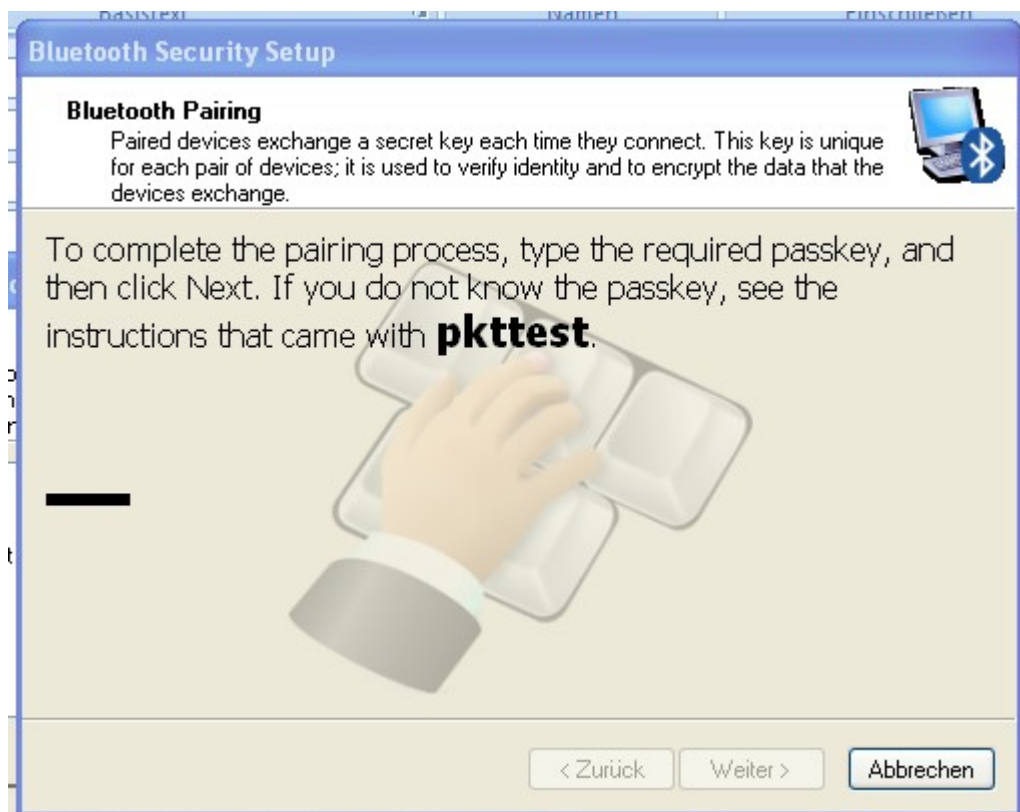 Basistext Namen Einschließen
Bluetooth Security Setup
Bluetooth Pairing
Paired devices exchange a secret key each time they connect. This key is unique
for each pair of devices; it is used to verify identity and to encrypt the data that the
devices exchange.
To complete the pairing process, type the required passkey, and
then click Next. If you do not know the passkey, see the
instructions that came with pkttest.
< Zurück Weiter > Abbrechen